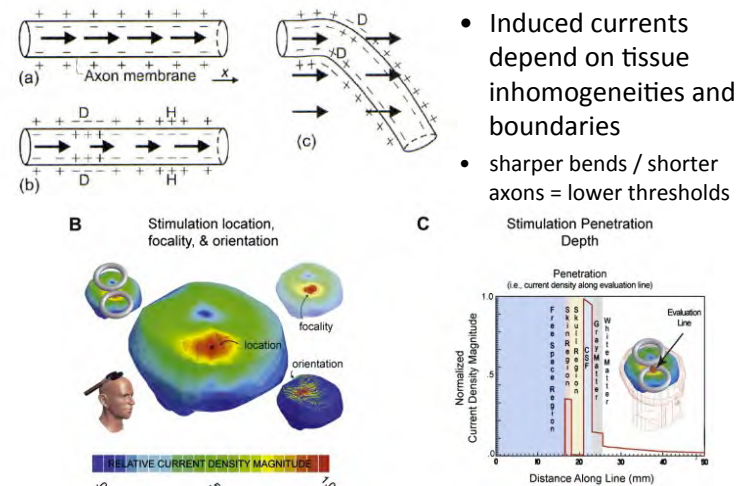 (a)
Axon membrane
x
D
H
(b)
D
H
D
D
(c)
• Induced currents
depend on tissue
inhomogeneities and
boundaries
• sharper bends / shorter
axons = lower thresholds
B
Stimulation location,
focality, & orientation
focality
location
orientation
RELATIVE CURRENT DENSITY MAGNITUDE
1.0
C
Stimulation Penetration
Depth
Penetration
(i.e., current density along evaluation line)
Normalized
Current Density Magnitude
1.0
.5
.0
Free Space Region
Skin Region
Skull Region
CSF
Gray Matter
White Matter
Evaluation
Line
0 10 20 30 40 50
Distance Along Line (mm)